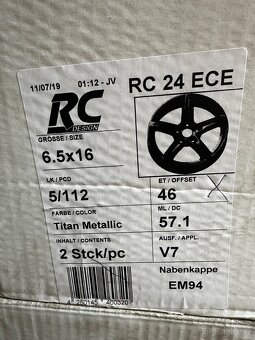 11/07/19 01:12 - JV
RC 24 ECE
RC
DESIGN
GRÖSSE / SIZE
6.5x16
LK / PCD
5/112
ET / OFFSET
46
FARBE / COLOR
Titan Metallic
ML / DC
57.1
INHALT / CONTENTS
2 Stck/pc
AUSF. / APPL.
V7
Nabenkappe
EM94